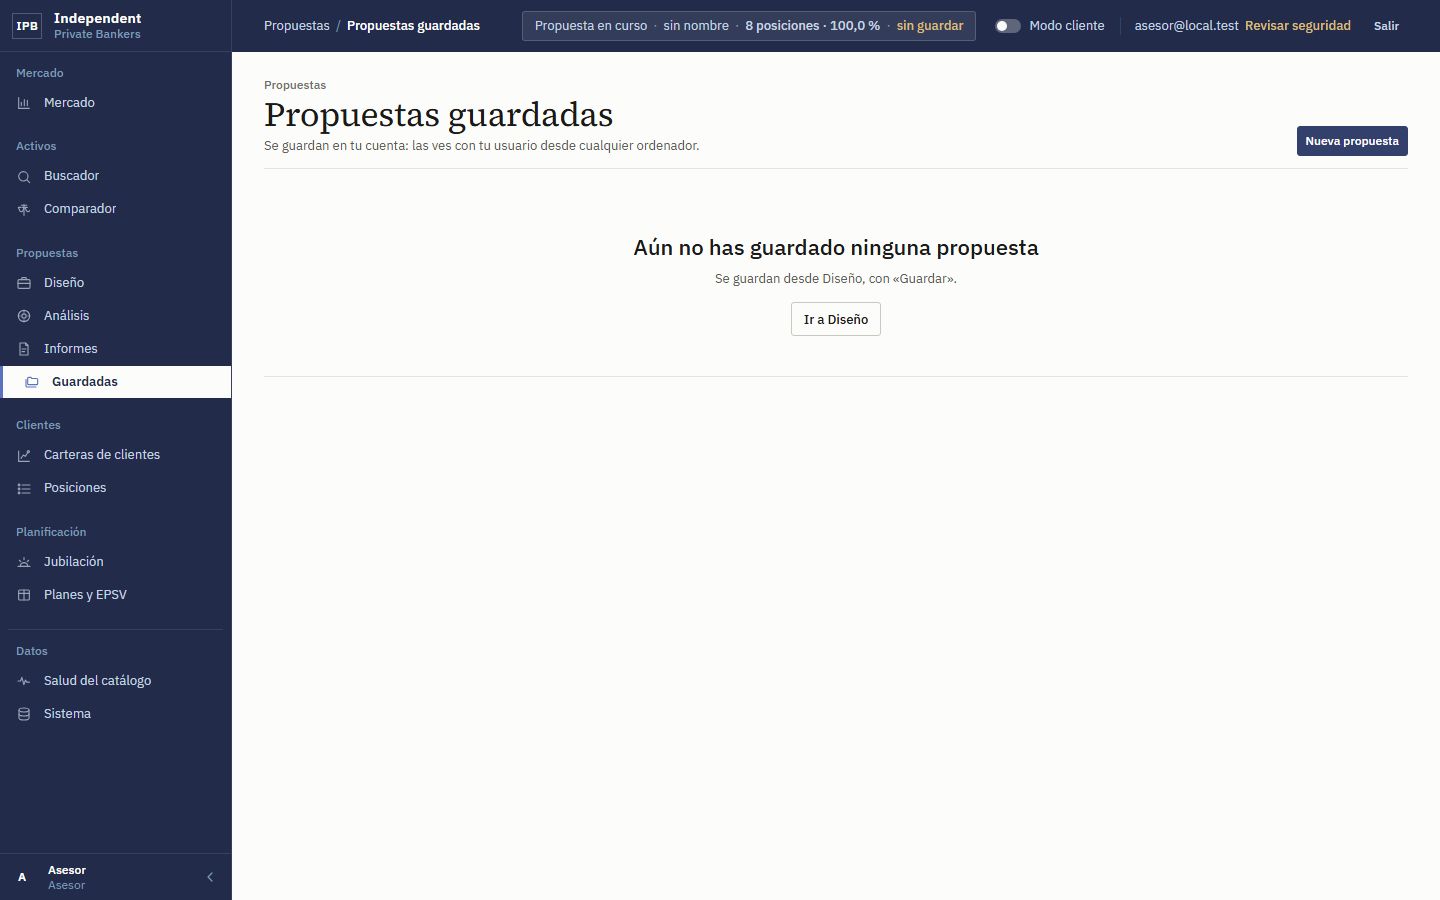 IPB
Independent
Private Bankers
Propuestas / Propuestas guardadas
Propuesta en curso · sin nombre · 8 posiciones · 100,0 % · sin guardar
Modo cliente
asesor@local.test Revisar seguridad
Salir
Mercado
Mercado
Activos
Buscador
Comparador
Propuestas
Diseño
Análisis
Informes
Guardadas
Clientes
Carteras de clientes
Posiciones
Planificación
Jubilación
Planes y EPSV
Datos
Salud del catálogo
Sistema
A
Asesor
Asesor
Propuestas
Propuestas guardadas
Se guardan en tu cuenta: las ves con tu usuario desde cualquier ordenador.
Nueva propuesta
Aún no has guardado ninguna propuesta
Se guardan desde Diseño, con «Guardar».
Ir a Diseño